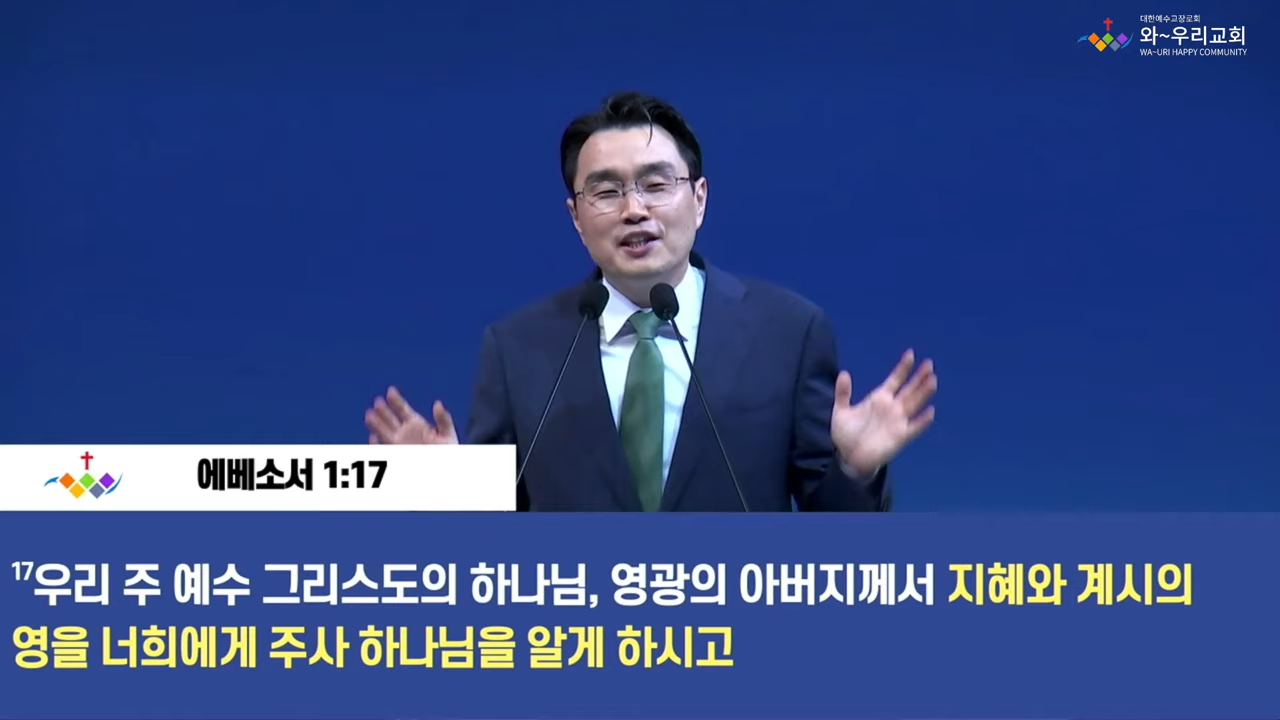 대한예수교장로회
와~우리교회
WA~URI HAPPY COMMUNITY
에베소서 1:17
17우리 주 예수 그리스도의 하나님, 영광의 아버지께서 지혜와 계시의
영을 너희에게 주사 하나님을 알게 하시고